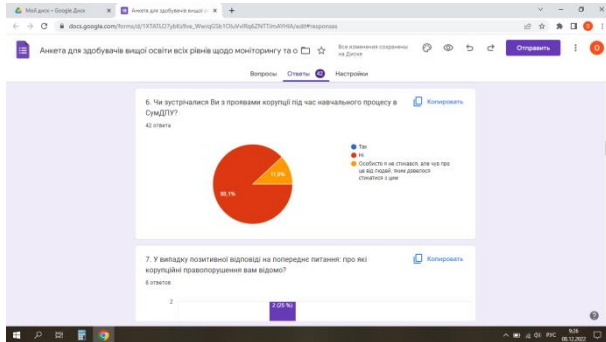 Мой диск – Google Диск
Анкета для здобувачів вищої ос
docs.google.com/forms/d/
/edit#responses
Анкета для здобувачів вищої освіти всіх рівнів щодо моніторингу та о
Все изменения сохранены на Диске
Отправить
О
Вопросы Ответы 42 Настройки
6. Чи зустрічалися Ви з проявами корупції під час навчального процесу в
СумДПУ?
Копировать
42 ответа
Так
Ні
Особисто я не стикався, але чув про
це від людей, яким довелося
стикатися з цим
11,9%
88,1%
7. У випадку позитивної відповіді на попереднє питання: про які
корупційні правопорушення вам відомо?
Копировать
8 ответов
2
2 (25 %)
РУС
9:26
08.12.2022